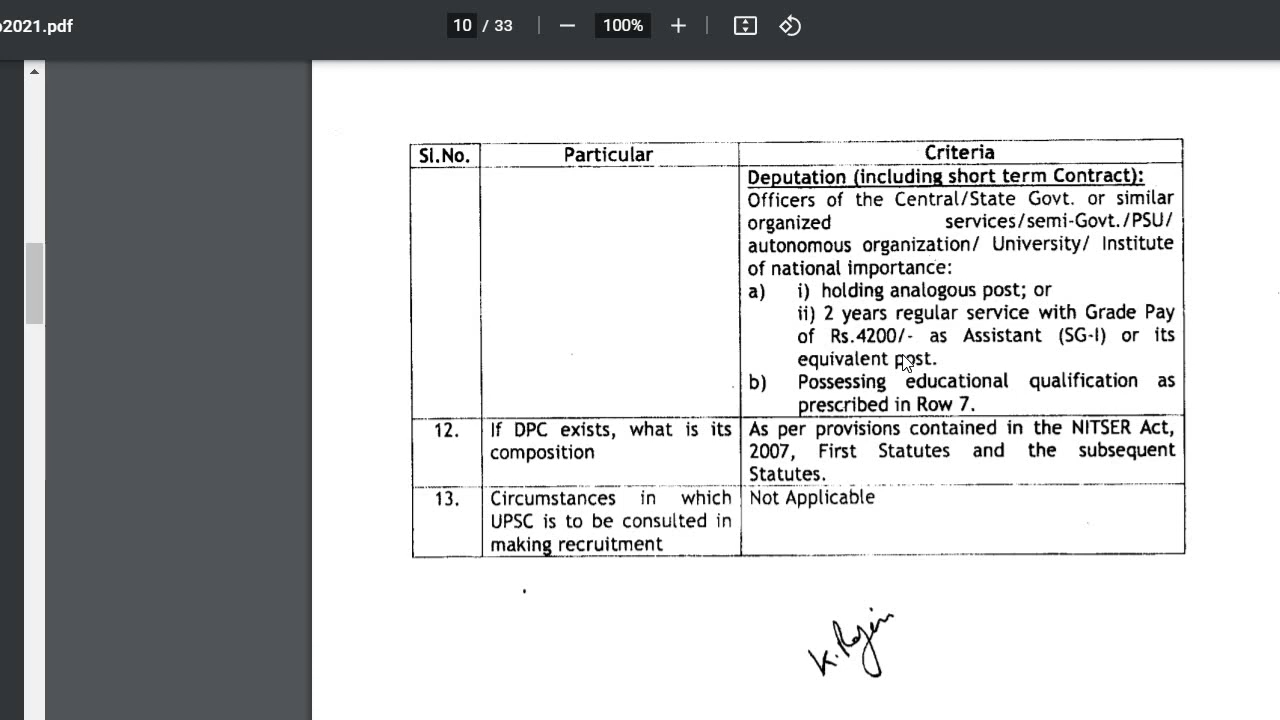 o2021.pdf
10 / 33
100%
Sl.No. Particular Criteria
Deputation (including short term Contract):
Officers of the Central/State Govt. or similar
organized services/semi-Govt./PSU/
autonomous organization/ University/ Institute
of national importance:
a) i) holding analogous post; or
ii) 2 years regular service with Grade Pay
of Rs.4200/- as Assistant (SG-I) or its
equivalent post.
b) Possessing educational qualification as
prescribed in Row 7.
12. If DPC exists, what is its
composition
As per provisions contained in the NITSER Act,
2007, First Statutes and the subsequent
Statutes.
13. Circumstances in which
UPSC is to be consulted in
making recruitment
Not Applicable